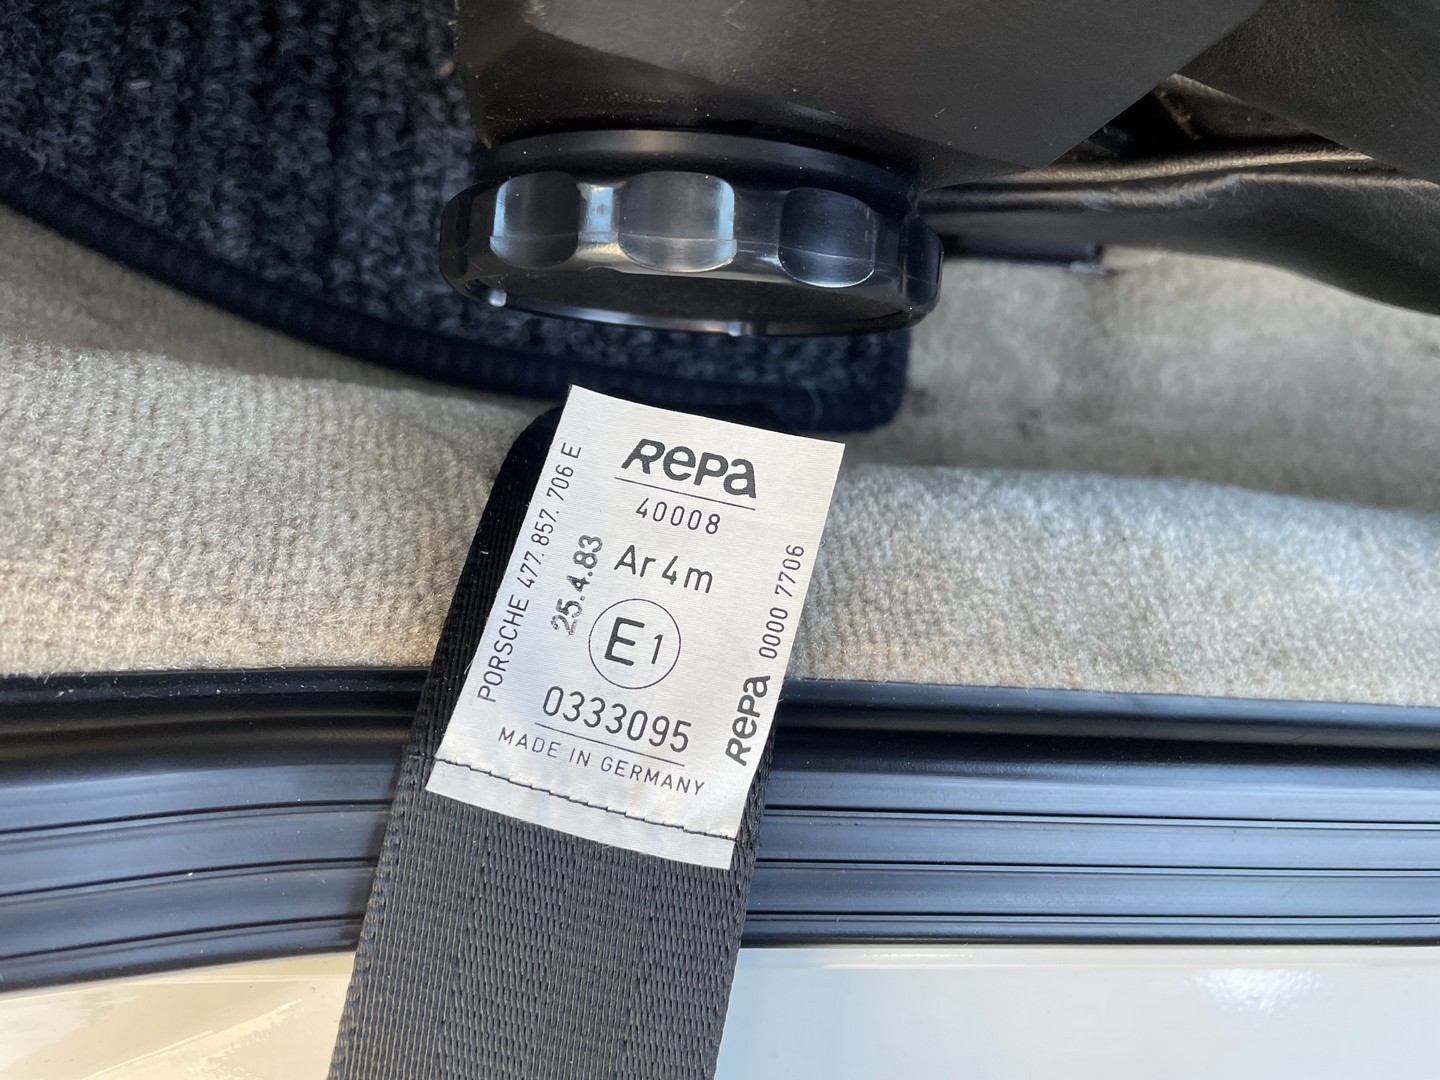 RePa
40008
Ar 4m
E1
0333095
MADE IN GERMANY
PORSCHE 477.857.706 E
25.4.83
RePa 0000 7706